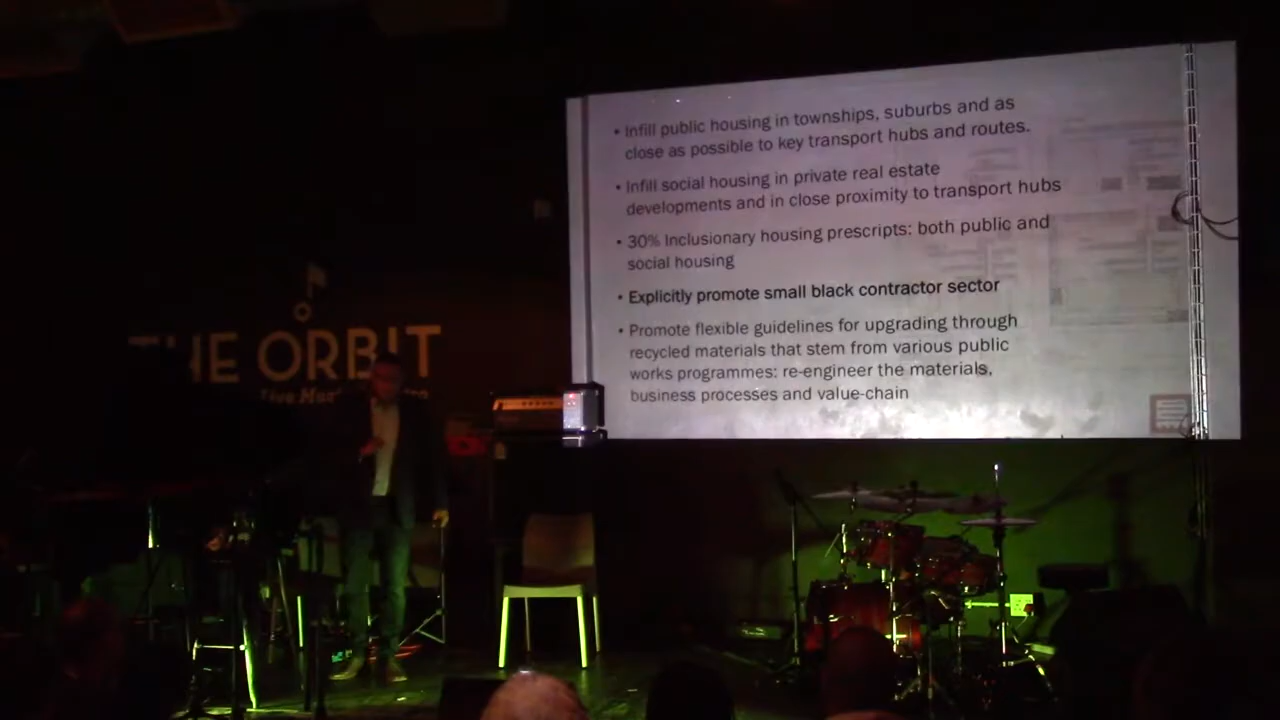 • Infill public housing in townships, suburbs and as
close as possible to key transport hubs and routes.
• Infill social housing in private real estate
developments and in close proximity to transport hubs
• 30% Inclusionary housing prescripts: both public and
social housing
• Explicitly promote small black contractor sector
• Promote flexible guidelines for upgrading through
recycled materials that stem from various public
works programmes: re-engineer the materials,
business processes and value-chain
THE ORBIT